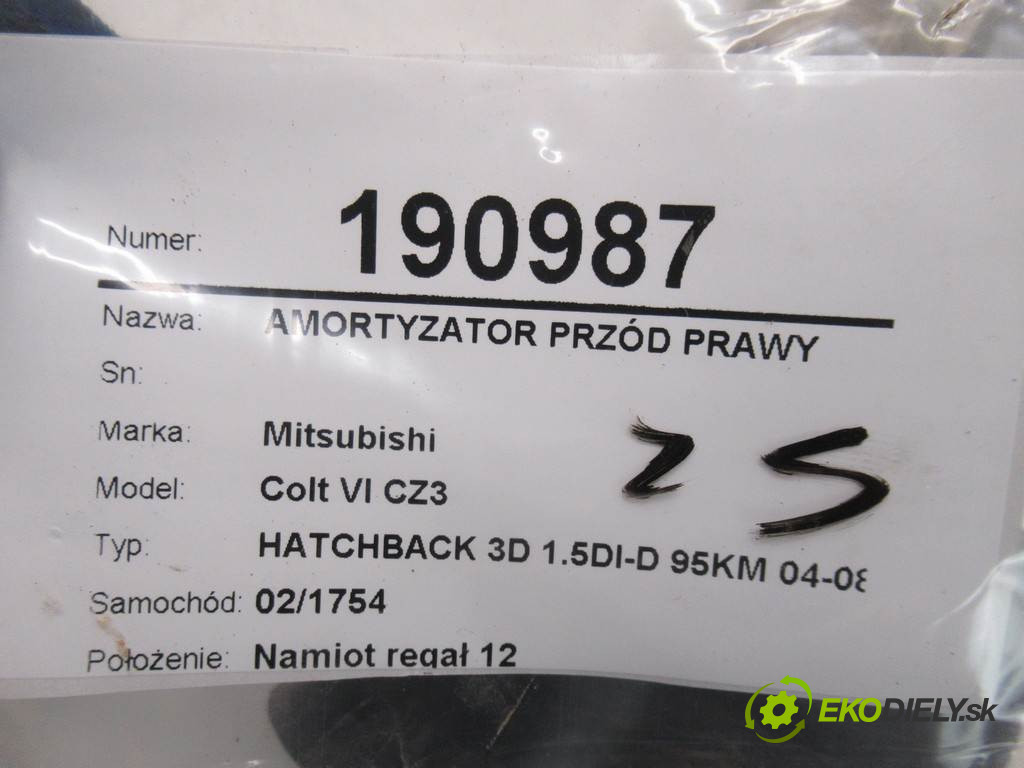 Numer: 190987
Nazwa: AMORTYZATOR PRZÓD PRAWY
Sn:
Marka: Mitsubishi
Model: Colt VI CZ3
Typ: HATCHBACK 3D 1.5DI-D 95KM 04-08
Samochód: 02/1754
Położenie: Namiot regał 12
ZS
EKODIELY.sk